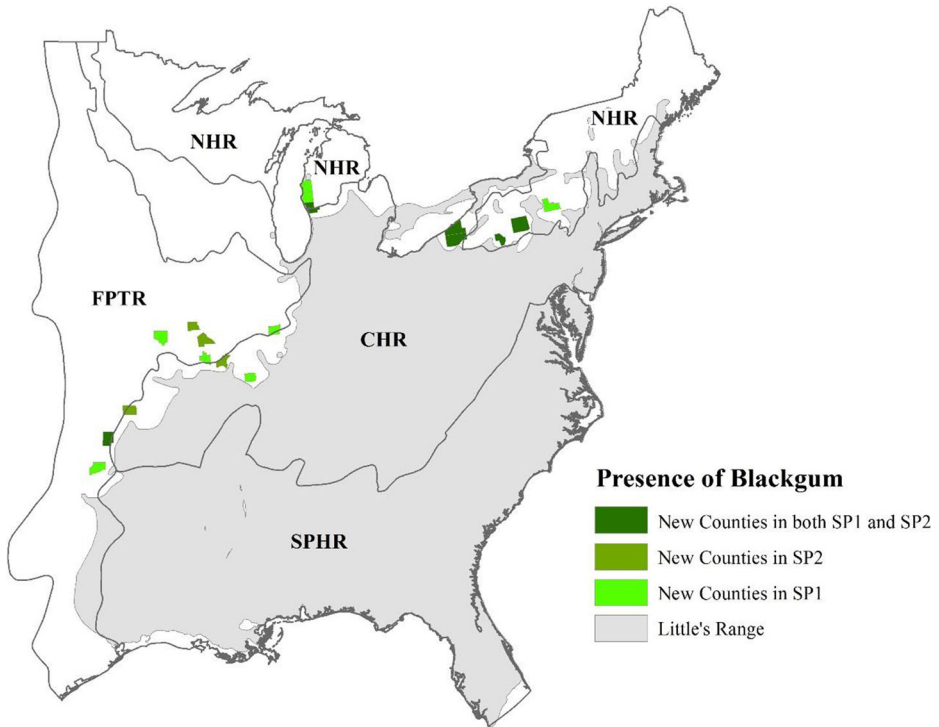 NHR
NHR
NHR
FPTR
CHR
SPHR
Presence of Blackgum
New Counties in both SP1 and SP2
New Counties in SP2
New Counties in SP1
Little's Range